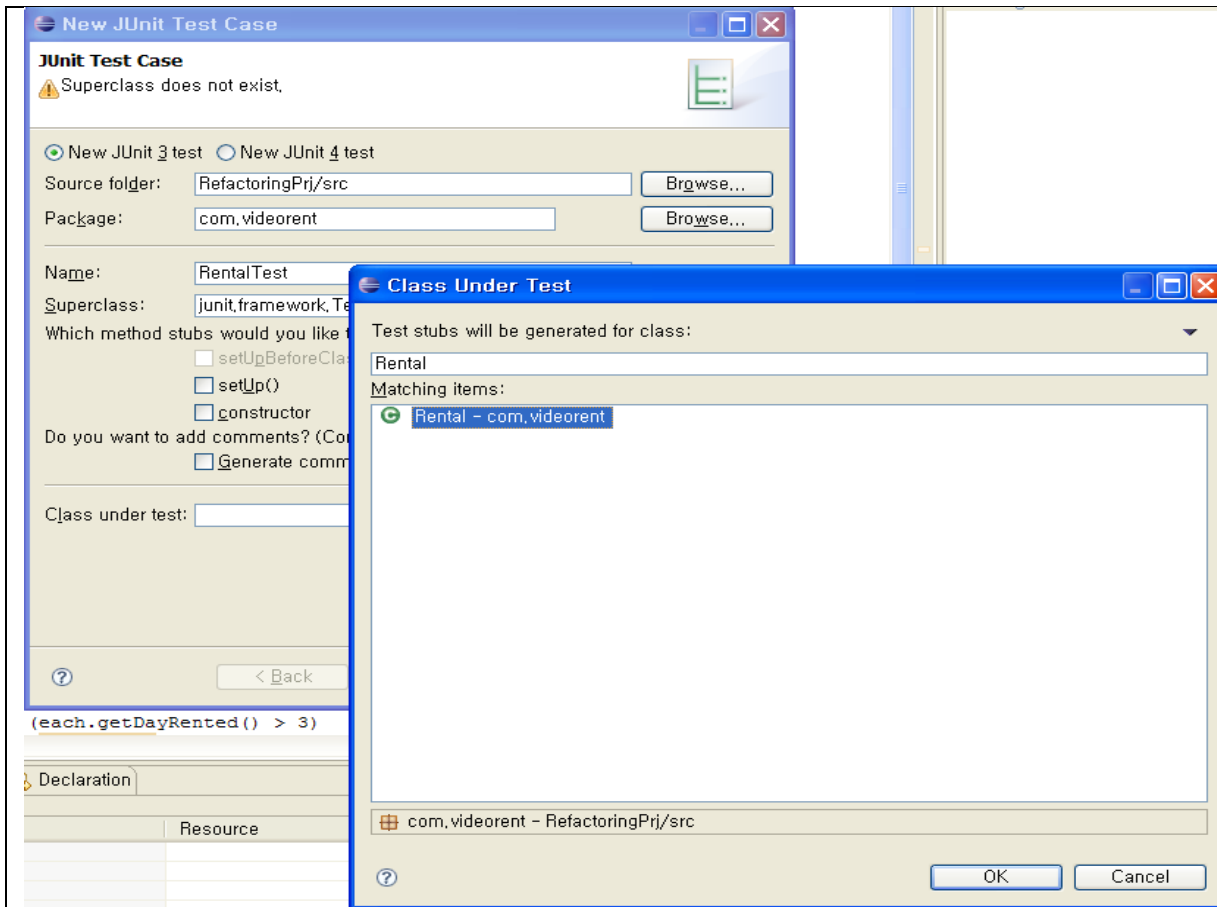 New JUnit Test Case
JUnit Test Case
Superclass does not exist.
New JUnit 3 test New JUnit 4 test
Source folder: RefactoringPrj/src Browse...
Package: com.videorent Browse...
Name: RentalTest
Superclass: junit.framework.Te
Which method stubs would you like
setUpBeforeCla
setUp()
constructor
Do you want to add comments? (Co
Generate comm
Class under test:
< Back
(each.getDayRented() > 3)
Declaration
Resource
Class Under Test
Test stubs will be generated for class:
Rental
Matching items:
Rental - com.videorent
com.videorent - RefactoringPrj/src
OK Cancel